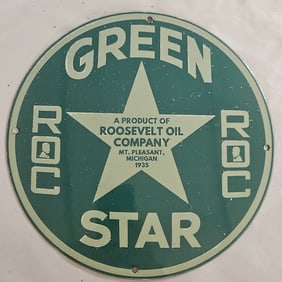 GREEN
A PRODUCT OF
ROOSEVELT OIL
COMPANY
MT. PLEASANT,
MICHIGAN
1935
ROC
ROC
STAR